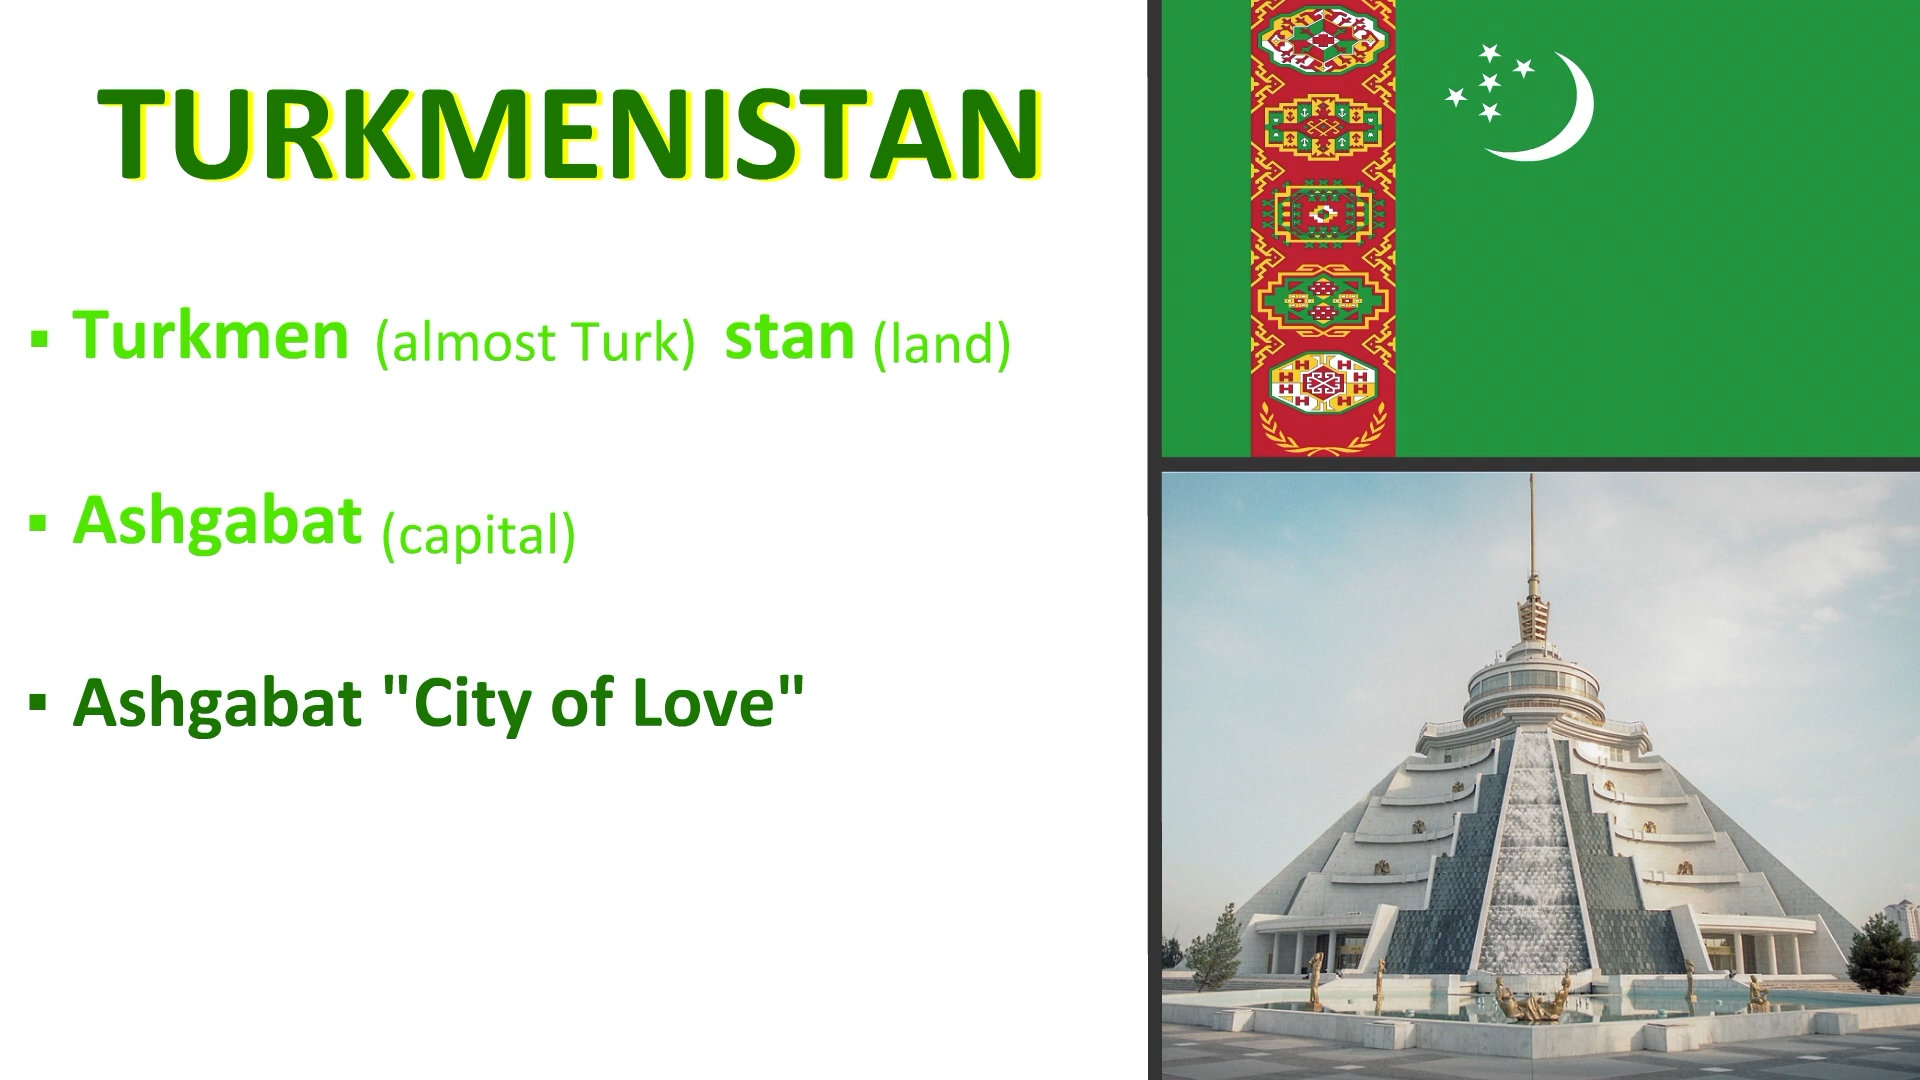 TURKMENISTAN
▪ Turkmen (almost Turk) stan (land)
▪ Ashgabat (capital)
▪ Ashgabat "City of Love"